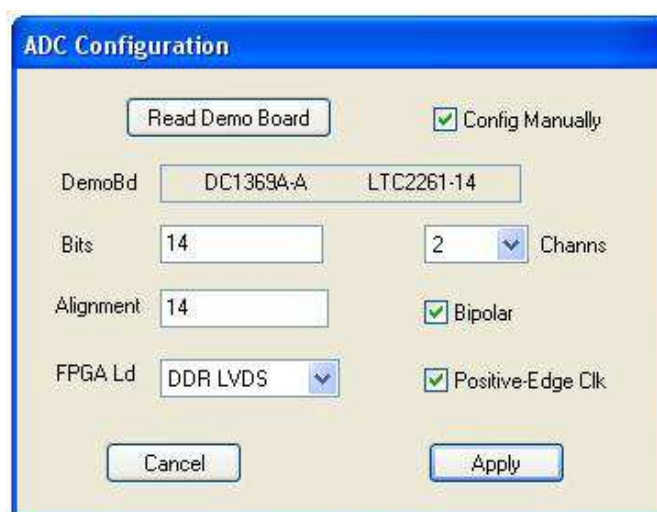 ADC Configuration
Read Demo Board
Config Manually
DemoBd
DC1369A-A LTC2261-14
Bits
14
2
Channs
Alignment
14
Bipolar
FPGA Ld
DDR LVDS
Positive-Edge Clk
Cancel
Apply